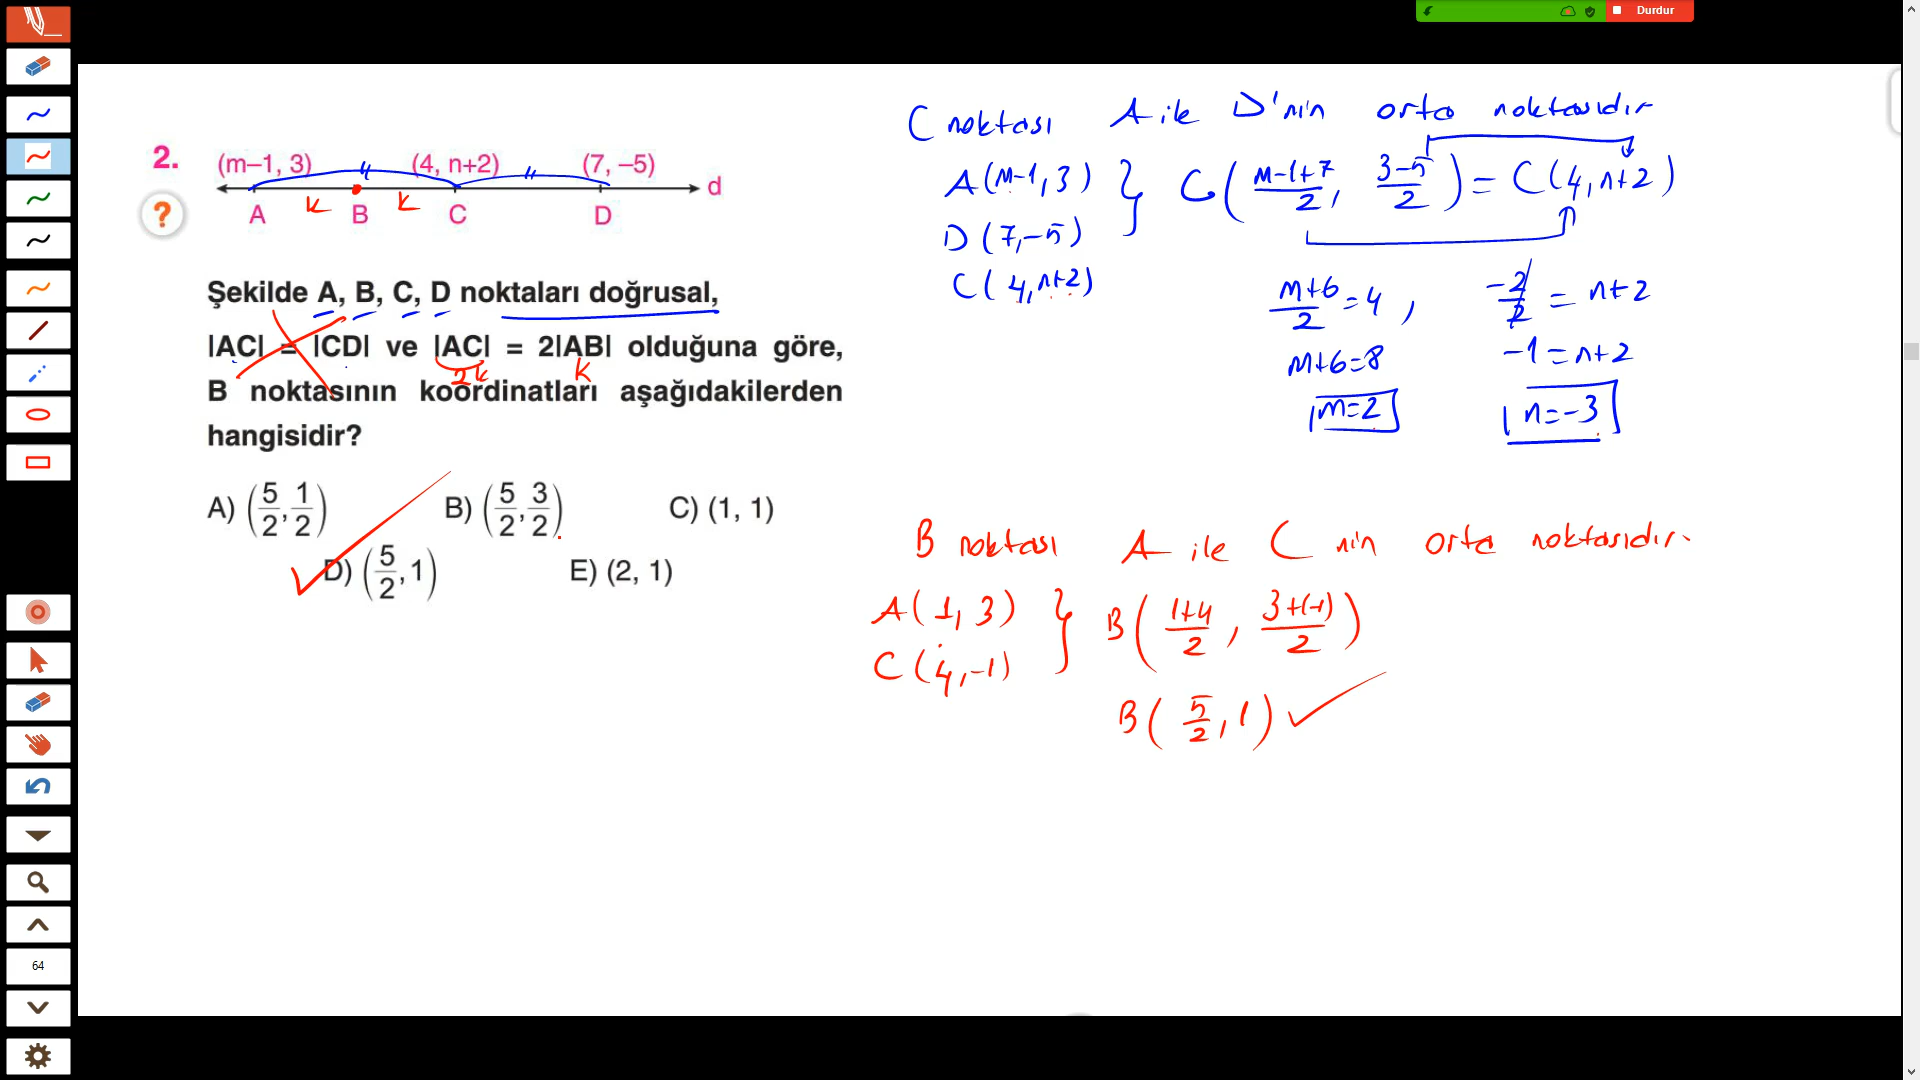 Durdur
2.
(m–1, 3) (4, n+2) (7, –5)
d
K K
A B C D
Şekilde A, B, C, D noktaları doğrusal,
|AC| = |CD| ve |AC| = 2|AB| olduğuna göre,
2k K
B noktasının koordinatları aşağıdakilerden
hangisidir?
A) (5/2, 1/2) B) (5/2, 3/2) C) (1, 1)
D) (5/2, 1) E) (2, 1)
C noktası A ile D'nin orta noktasıdır
A(m-1, 3) } C((m-1+7)/2, (3-5)/2) = C(4, n+2)
D(7, -5)
C(4, n+2)
(m+6)/2 = 4 , -2/2 = n+2
m+6=8 -1=n+2
m=2 n=-3
B noktası A ile C nin orta noktasıdır.
A(1, 3) } B((1+4)/2, (3+(-1))/2)
C(4, -1)
B(5/2, 1) ✓
64